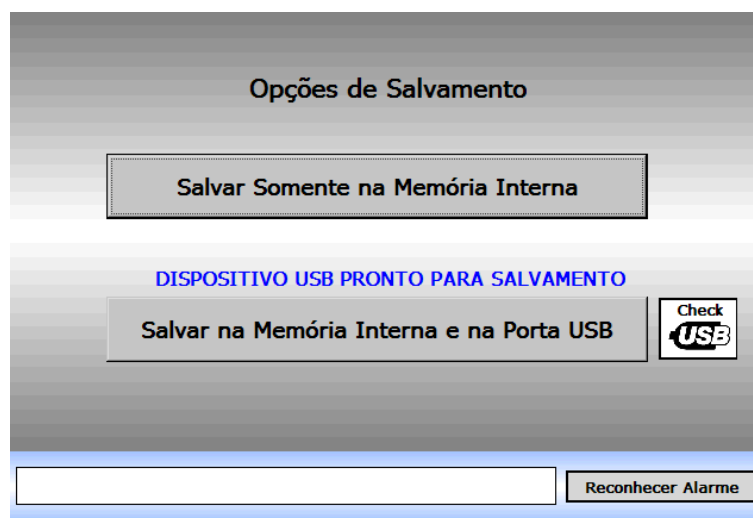 Opções de Salvamento
Salvar Somente na Memória Interna
DISPOSITIVO USB PRONTO PARA SALVAMENTO
Salvar na Memória Interna e na Porta USB
Check
USB
Reconhecer Alarme